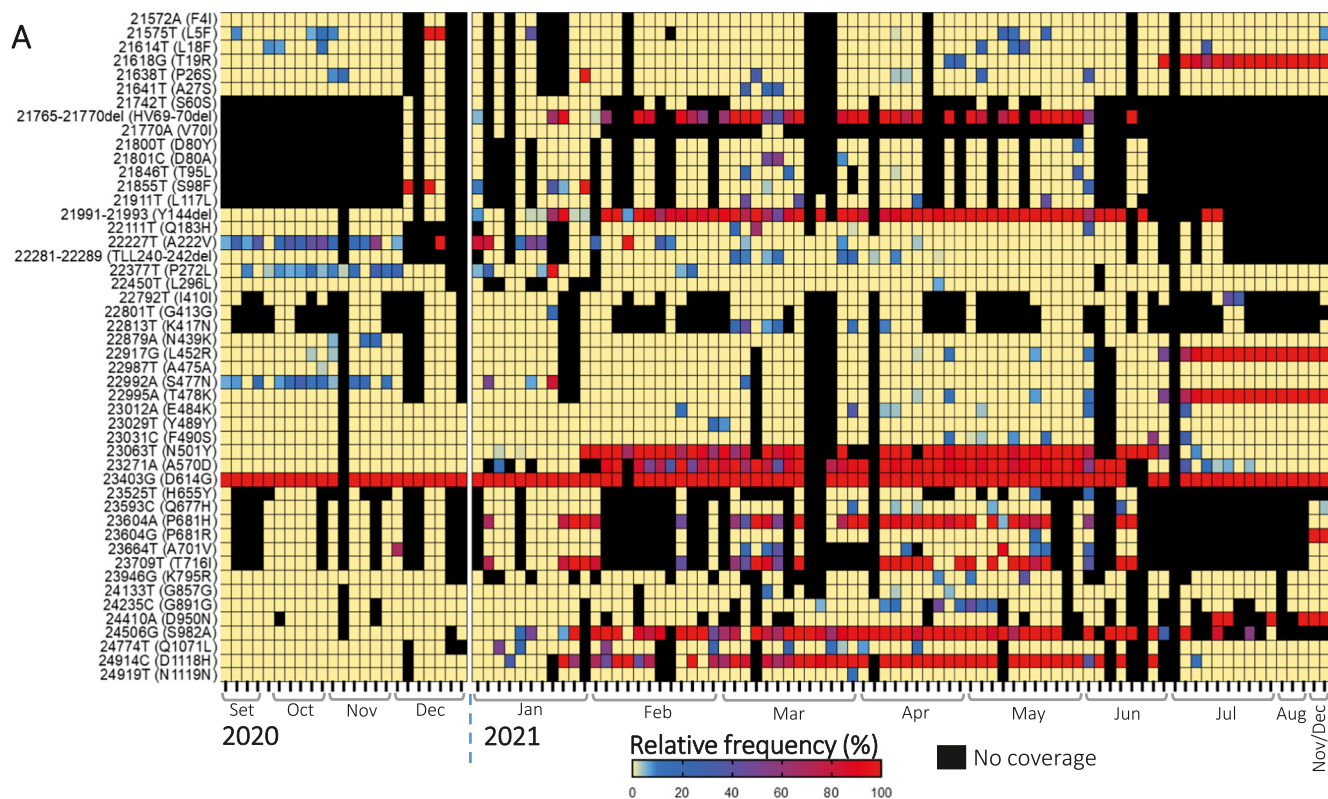 A
21572A (F4I)
21575T (L5F)
21614T (L18F)
21618G (T19R)
21638T (P26S)
21641T (A27S)
21742T (S60S)
21765-21770del (HV69-70del)
21770A (V70I)
21800T (D80Y)
21801C (D80A)
21846T (T95L)
21855T (S98F)
21911T (L117L)
21991-21993 (Y144del)
22111T (Q183H)
22227T (A222V)
22281-22289 (TLL240-242del)
22377T (P272L)
22450T (L296L)
22792T (I410I)
22801T (G413G)
22813T (K417N)
22879A (N439K)
22917G (L452R)
22987T (A475A)
22992A (S477N)
22995A (T478K)
23012A (E484K)
23029T (Y489Y)
23031C (F490S)
23063T (N501Y)
23271A (A570D)
23403G (D614G)
23525T (H655Y)
23593C (Q677H)
23604A (P681H)
23604G (P681R)
23664T (A701V)
23709T (T716I)
23946G (K795R)
24133T (G857G)
24235C (G891G)
24410A (D950N)
24506G (S982A)
24774T (Q1071L)
24914C (D1118H)
24919T (N1119N)
Set Oct Nov Dec Jan Feb Mar Apr May Jun Jul Aug Nov/Dec
2020 2021
Relative frequency (%)
0 20 40 60 80 100
No coverage